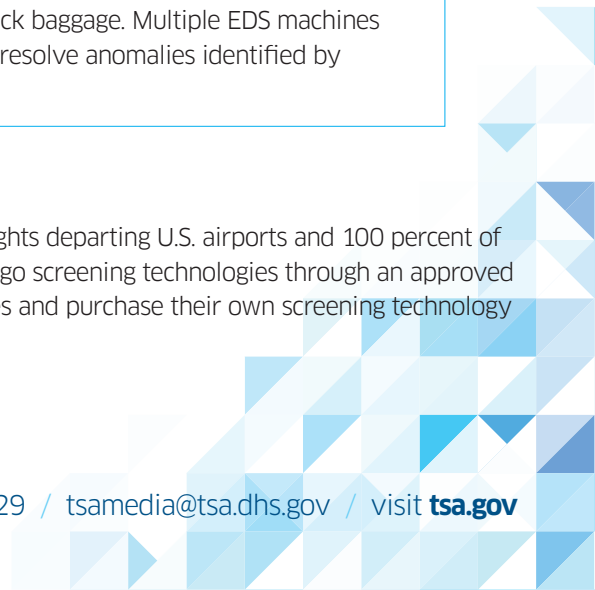 ck baggage. Multiple EDS machines
resolve anomalies identified by
ghts departing U.S. airports and 100 percent of
go screening technologies through an approved
es and purchase their own screening technology
29 / tsamedia@tsa.dhs.gov / visit tsa.gov